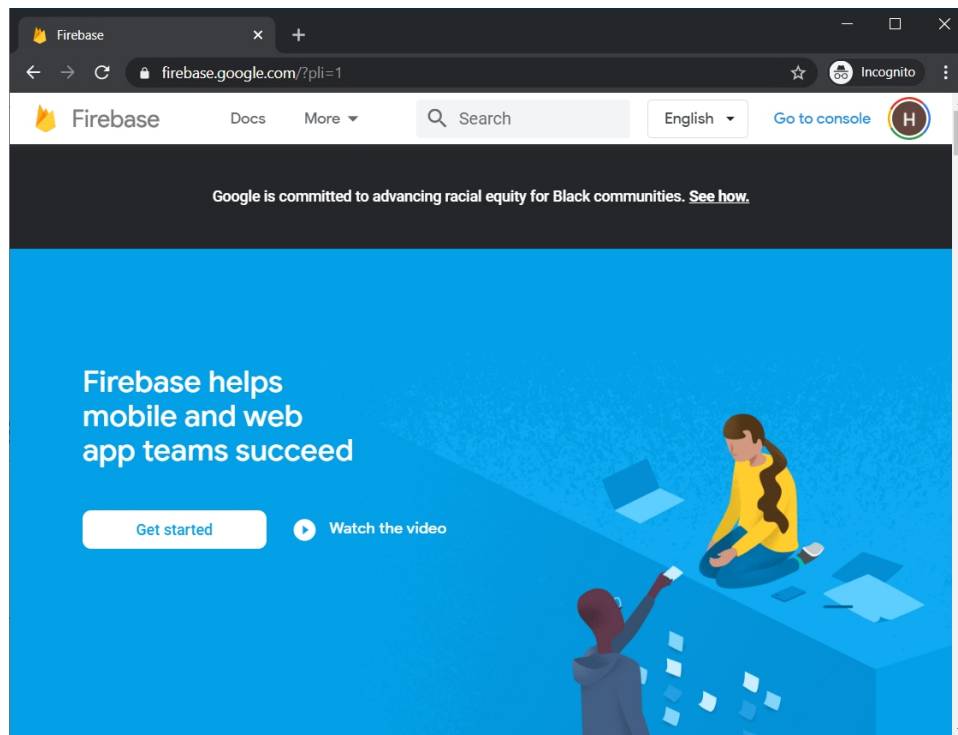 Firebase
firebase.google.com/?pli=1
Incognito
Firebase Docs More Search English Go to console H
Google is committed to advancing racial equity for Black communities. See how.
Firebase helps
mobile and web
app teams succeed
Get started Watch the video